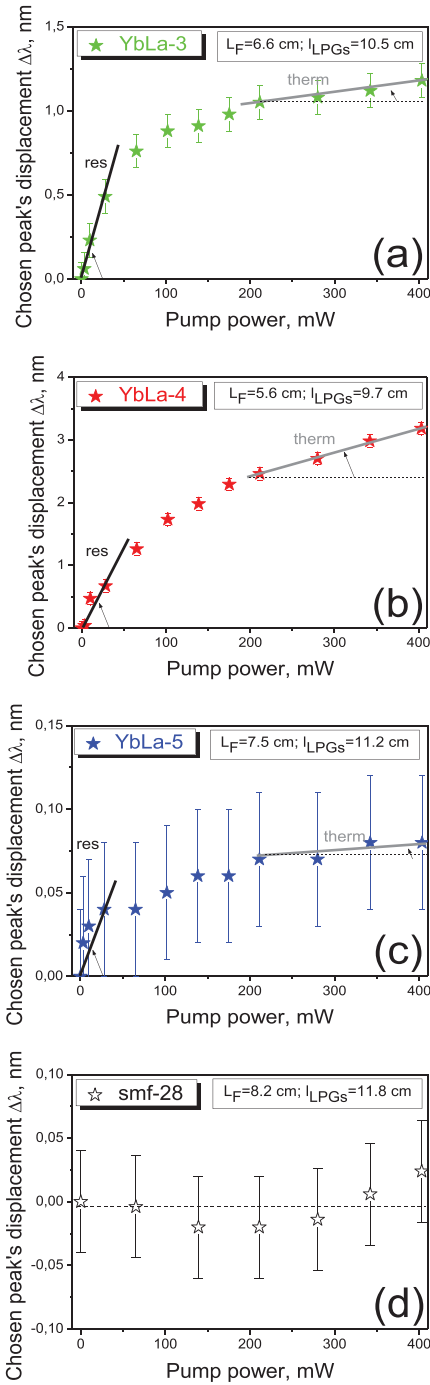 YbLa-3
L_F=6.6 cm; l_LPGs=10.5 cm
therm
res
(a)
1,5
1,0
0,5
0,0
Chosen peak's displacement Δλ, nm
0 100 200 300 400
Pump power, mW
YbLa-4
L_F=5.6 cm; l_LPGs=9.7 cm
therm
res
(b)
4
3
2
1
0
Chosen peak's displacement Δλ, nm
0 100 200 300 400
Pump power, mW
YbLa-5
L_F=7.5 cm; l_LPGs=11.2 cm
therm
res
(c)
0,15
0,10
0,05
0,00
Chosen peak's displacement Δλ, nm
0 100 200 300 400
Pump power, mW
smf-28
L_F=8.2 cm; l_LPGs=11.8 cm
(d)
0,10
0,05
0,00
-0,05
-0,10
Chosen peak's displacement Δλ, nm
0 100 200 300 400
Pump power, mW